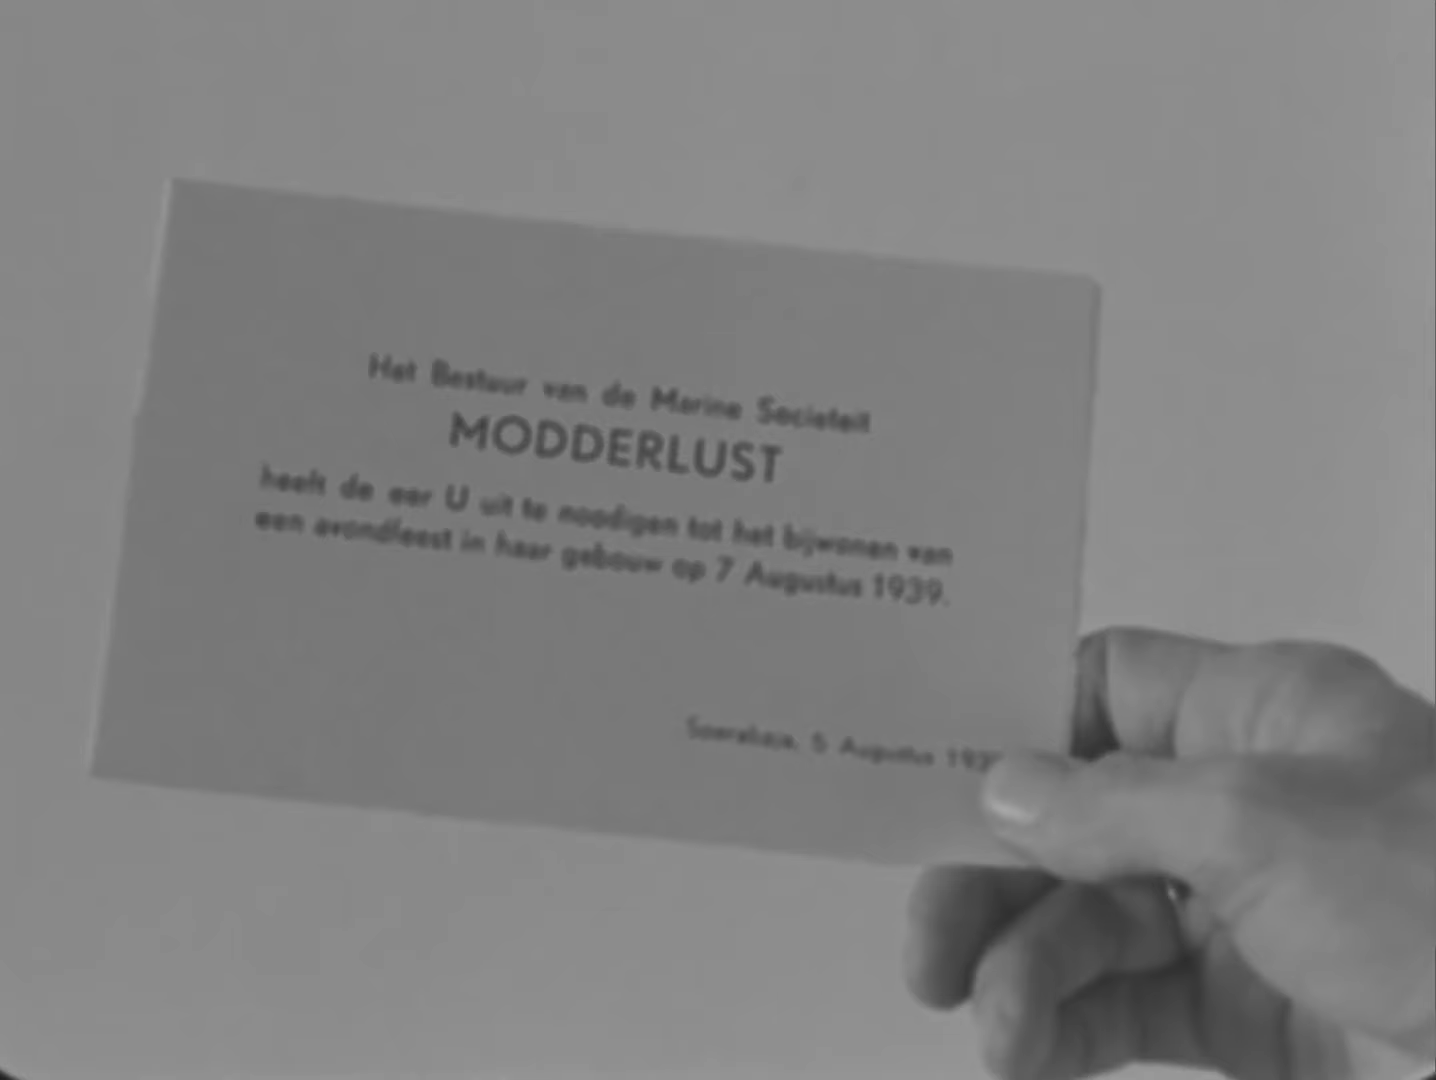 Het Bestuur van de Marine Societeit
MODDERLUST
heeft de eer U uit te noodigen tot het bijwonen van
een avondfeest in haar gebouw op 7 Augustus 1939.
Soerabaja, 5 Augustus 193